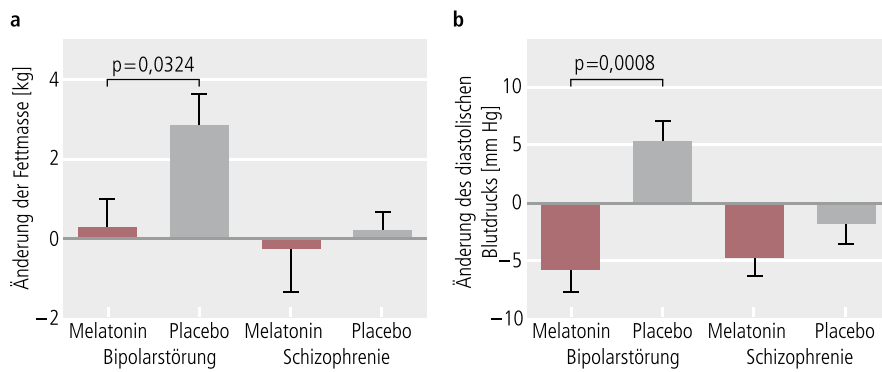 a
Änderung der Fettmasse [kg]
4
2
0
−2
p=0,0324
Melatonin Placebo Melatonin Placebo
Bipolarstörung Schizophrenie
b
Änderung des diastolischen
Blutdrucks [mm Hg]
10
5
0
−5
−10
p=0,0008
Melatonin Placebo Melatonin Placebo
Bipolarstörung Schizophrenie